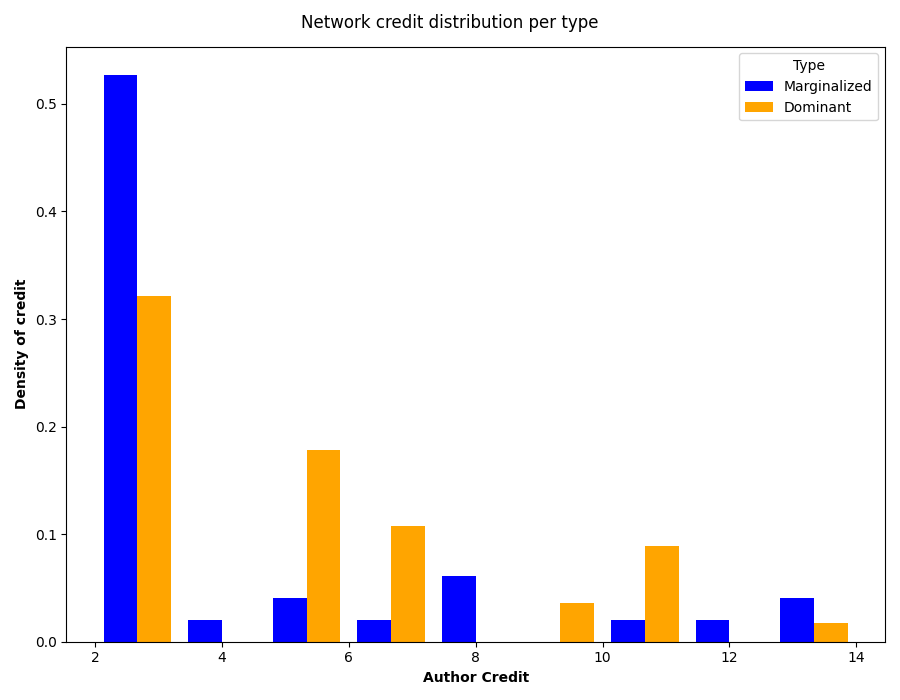 Network credit distribution per type
Type
Marginalized
Dominant
Density of credit
0.5
0.4
0.3
0.2
0.1
0.0
2 4 6 8 10 12 14
Author Credit